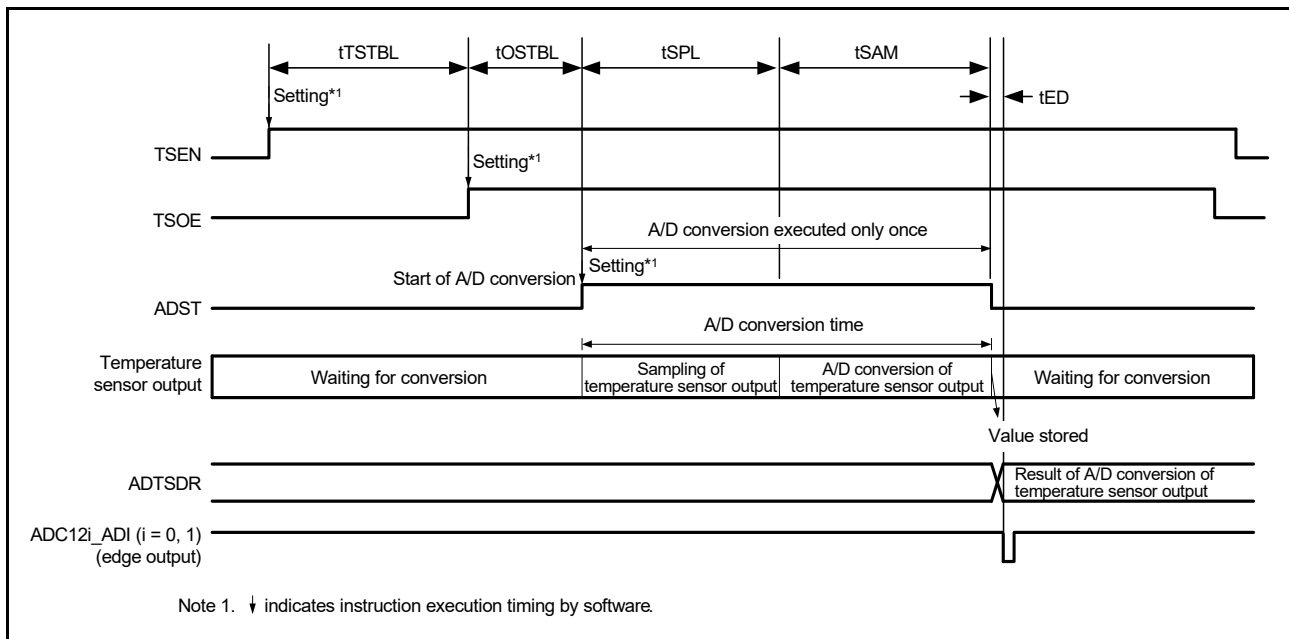 tTSTBL
tOSTBL
tSPL
tSAM
tED
Setting*1
TSEN
Setting*1
TSOE
A/D conversion executed only once
Start of A/D conversion
Setting*1
ADST
A/D conversion time
Temperature
sensor output
Waiting for conversion
Sampling of
temperature sensor output
A/D conversion of
temperature sensor output
Waiting for conversion
Value stored
ADTSDR
Result of A/D conversion of
temperature sensor output
ADC12i_ADI (i = 0, 1)
(edge output)
Note 1. ↓ indicates instruction execution timing by software.